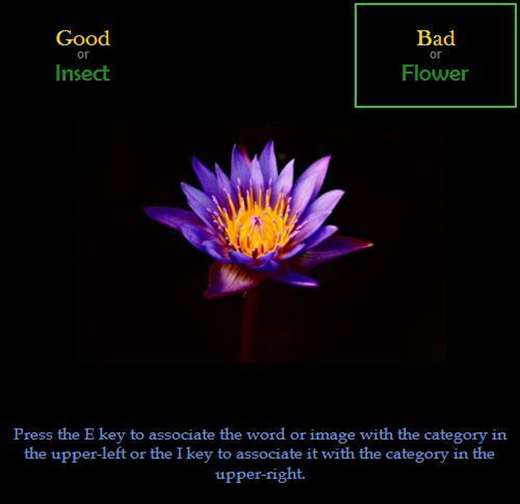 Good
or
Insect
Bad
or
Flower
Press the E key to associate the word or image with the category in
the upper-left or the I key to associate it with the category in the
upper-right.